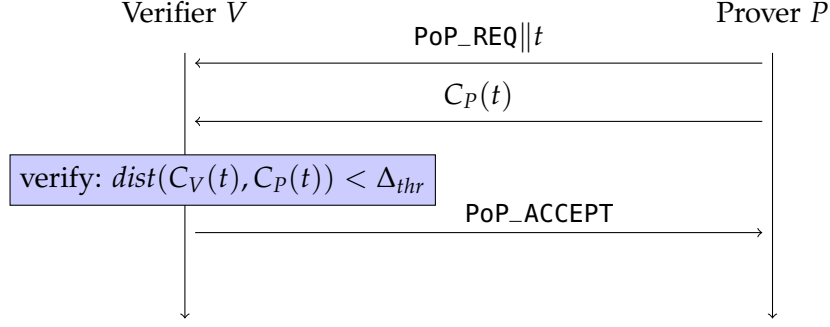 Verifier V
Prover P
PoP_REQ||t
C_P(t)
verify: dist(C_V(t), C_P(t)) < Δ_thr
PoP_ACCEPT